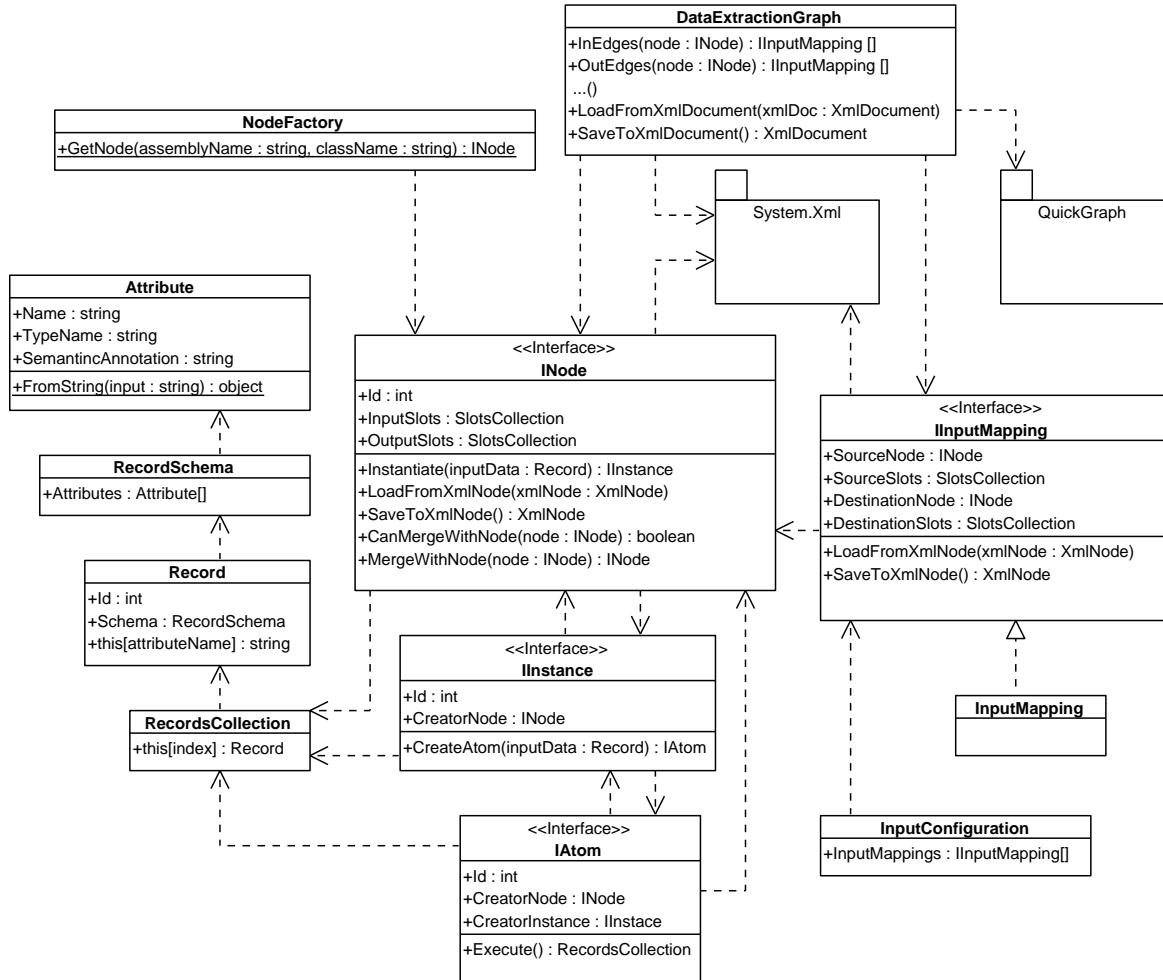 DataExtractionGraph
+InEdges(node : INode) : IInputMapping []
+OutEdges(node : INode) : IInputMapping []
...()
+LoadFromXmlDocument(xmlDoc : XmlDocument)
+SaveToXmlDocument() : XmlDocument
NodeFactory
+GetNode(assemblyName : string, className : string) : INode
System.Xml
QuickGraph
Attribute
+Name : string
+TypeName : string
+SemantincAnnotation : string
+FromString(input : string) : object
<<Interface>>
INode
+Id : int
+InputSlots : SlotsCollection
+OutputSlots : SlotsCollection
+Instantiate(inputData : Record) : IInstance
+LoadFromXmlNode(xmlNode : XmlNode)
+SaveToXmlNode() : XmlNode
+CanMergeWithNode(node : INode) : boolean
+MergeWithNode(node : INode) : INode
<<Interface>>
IInputMapping
+SourceNode : INode
+SourceSlots : SlotsCollection
+DestinationNode : INode
+DestinationSlots : SlotsCollection
+LoadFromXmlNode(xmlNode : XmlNode)
+SaveToXmlNode() : XmlNode
RecordSchema
+Attributes : Attribute[]
Record
+Id : int
+Schema : RecordSchema
+this[attributeName] : string
<<Interface>>
IInstance
+Id : int
+CreatorNode : INode
+CreateAtom(inputData : Record) : IAtom
RecordsCollection
+this[index] : Record
InputMapping
<<Interface>>
IAtom
+Id : int
+CreatorNode : INode
+CreatorInstance : IInstace
+Execute() : RecordsCollection
InputConfiguration
+InputMappings : IInputMapping[]